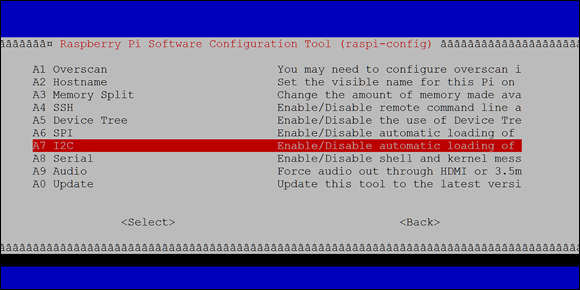 Raspberry Pi Software Configuration Tool (raspi-config)
A1 Overscan You may need to configure overscan i
A2 Hostname Set the visible name for this Pi on
A3 Memory Split Change the amount of memory made ava
A4 SSH Enable/Disable remote command line a
A5 Device Tree Enable/Disable the use of Device Tre
A6 SPI Enable/Disable automatic loading of
A7 I2C Enable/Disable automatic loading of
A8 Serial Enable/Disable shell and kernel mess
A9 Audio Force audio out through HDMI or 3.5m
A0 Update Update this tool to the latest versi
<Select> <Back>